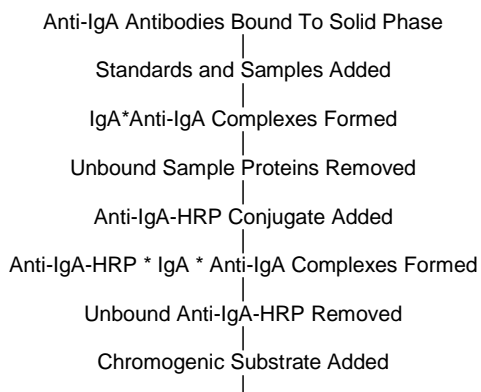 Anti-IgA Antibodies Bound To Solid Phase
Standards and Samples Added
IgA*Anti-IgA Complexes Formed
Unbound Sample Proteins Removed
Anti-IgA-HRP Conjugate Added
Anti-IgA-HRP * IgA * Anti-IgA Complexes Formed
Unbound Anti-IgA-HRP Removed
Chromogenic Substrate Added